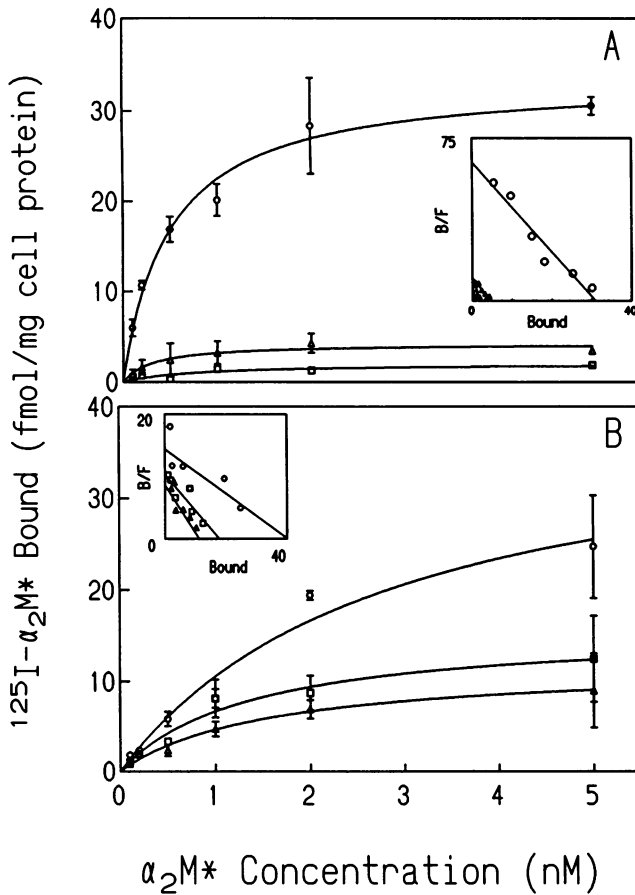 ¹²⁵I-α₂M* Bound (fmol/mg cell protein)
A
40
30
20
10
0
75
B/F
0
Bound
40
B
40
30
20
10
0
20
B/F
0
Bound
40
0
1
2
3
4
5
α₂M* Concentration (nM)